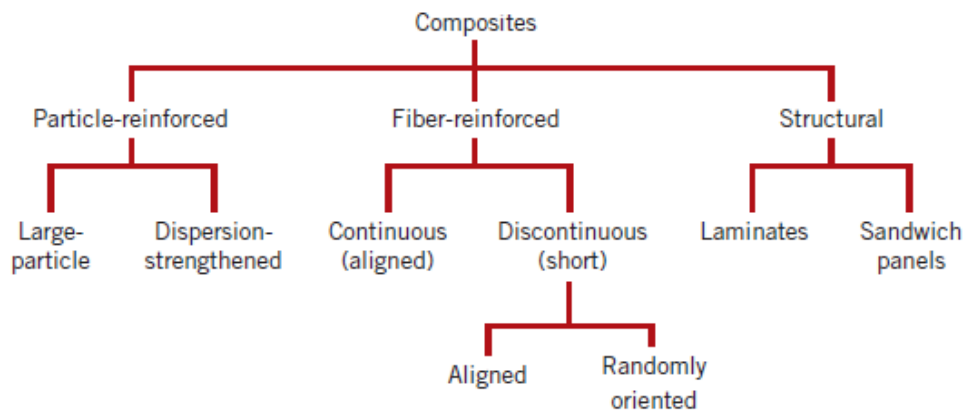 Composites
Particle-reinforced
Fiber-reinforced
Structural
Large-
particle
Dispersion-
strengthened
Continuous
(aligned)
Discontinuous
(short)
Laminates
Sandwich
panels
Aligned
Randomly
oriented